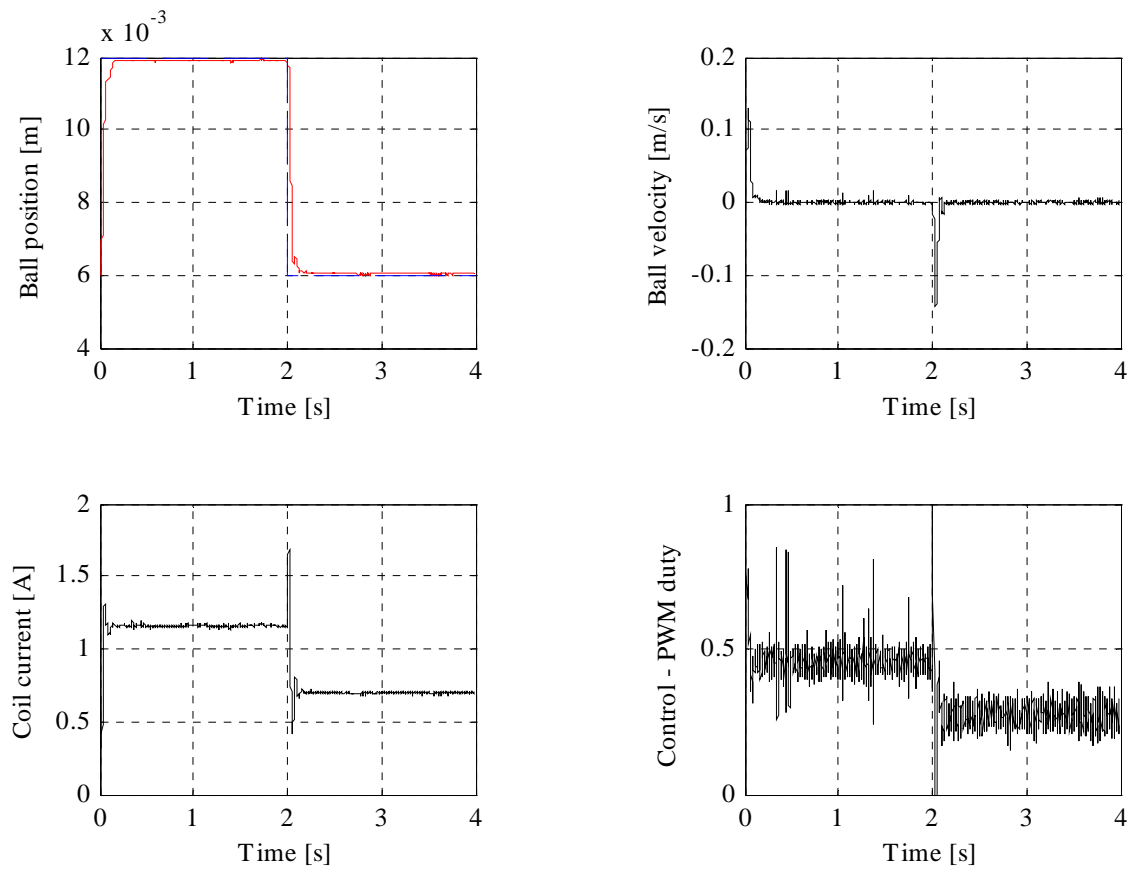 x 10-3
12
10
8
6
4
Ball position [m]
0 1 2 3 4
Time [s]
0.2
0.1
0
-0.1
-0.2
Ball velocity [m/s]
0 1 2 3 4
Time [s]
2
1.5
1
0.5
0
Coil current [A]
0 1 2 3 4
Time [s]
1
0.5
0
Control - PWM duty
0 1 2 3 4
Time [s]